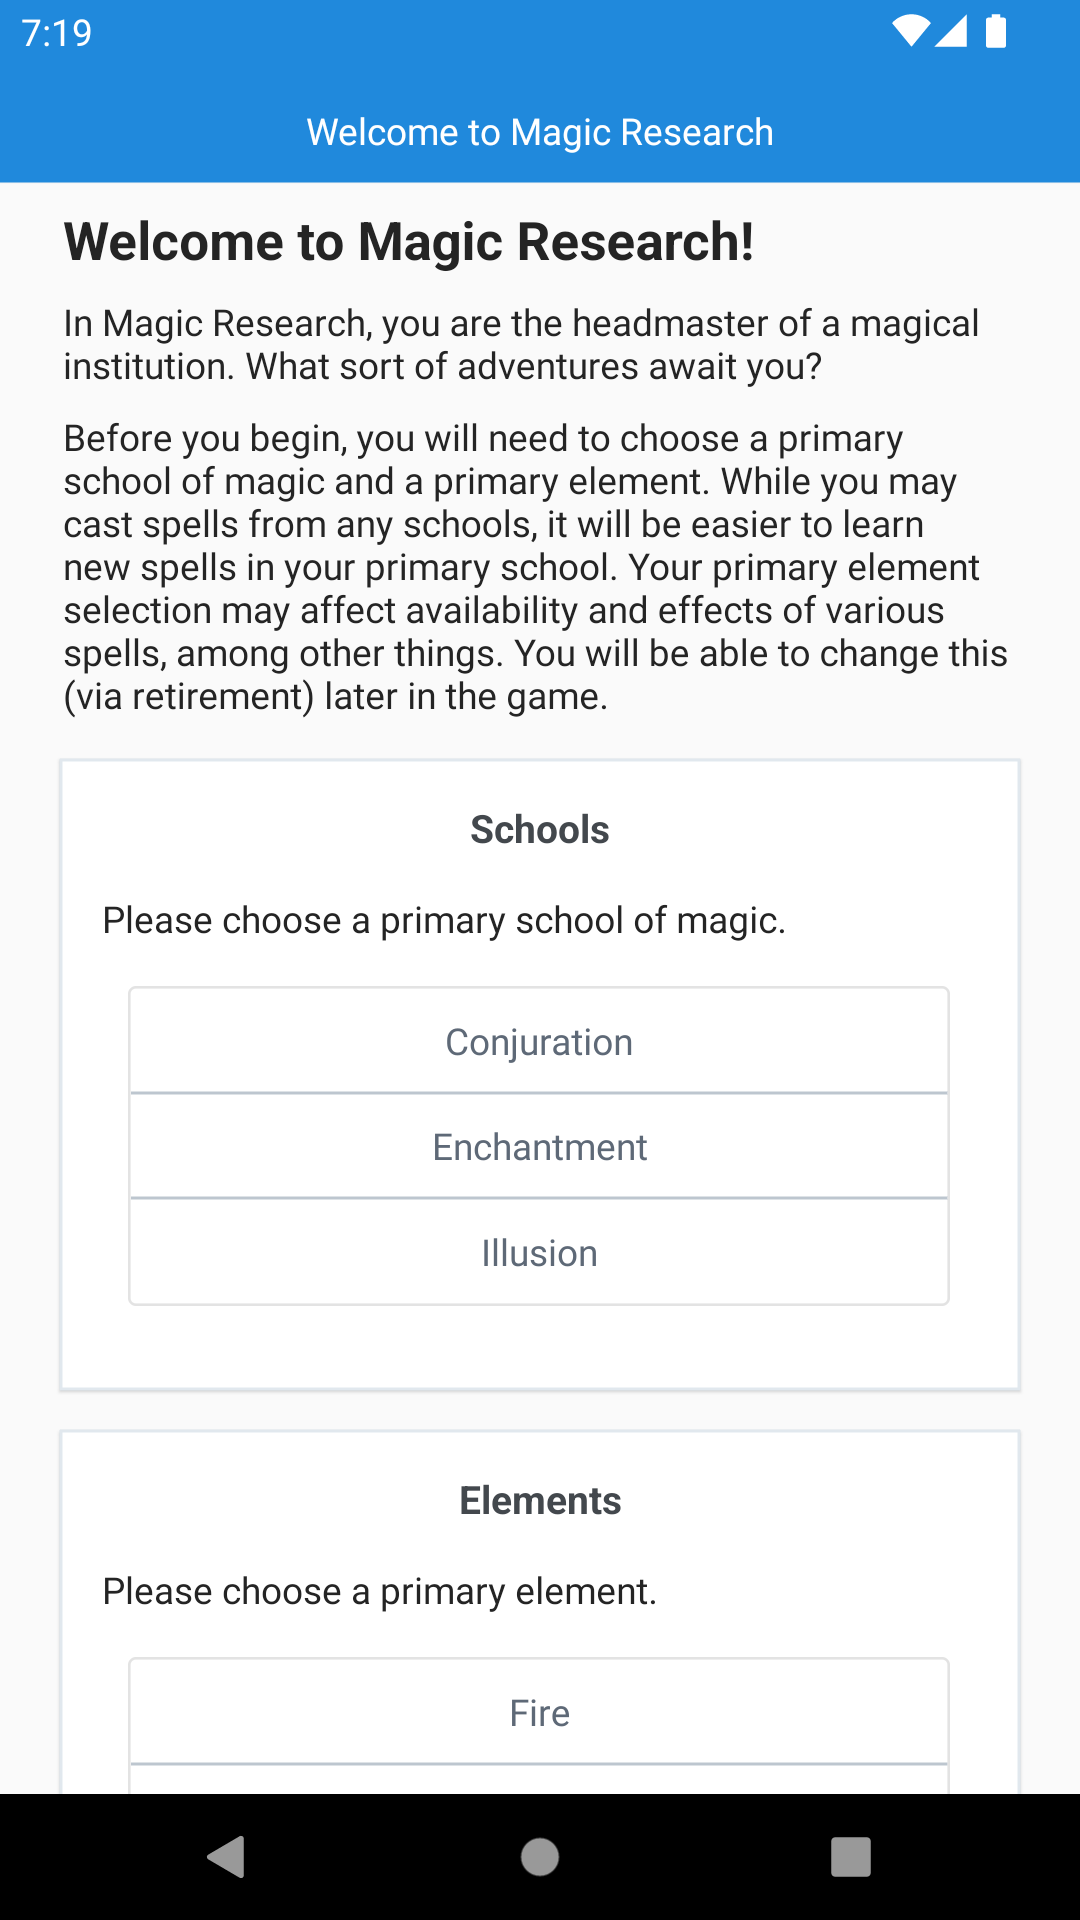 7:19
Welcome to Magic Research
Welcome to Magic Research!
In Magic Research, you are the headmaster of a magical
institution. What sort of adventures await you?
Before you begin, you will need to choose a primary
school of magic and a primary element. While you may
cast spells from any schools, it will be easier to learn
new spells in your primary school. Your primary element
selection may affect availability and effects of various
spells, among other things. You will be able to change this
(via retirement) later in the game.
Schools
Please choose a primary school of magic.
Conjuration
Enchantment
Illusion
Elements
Please choose a primary element.
Fire